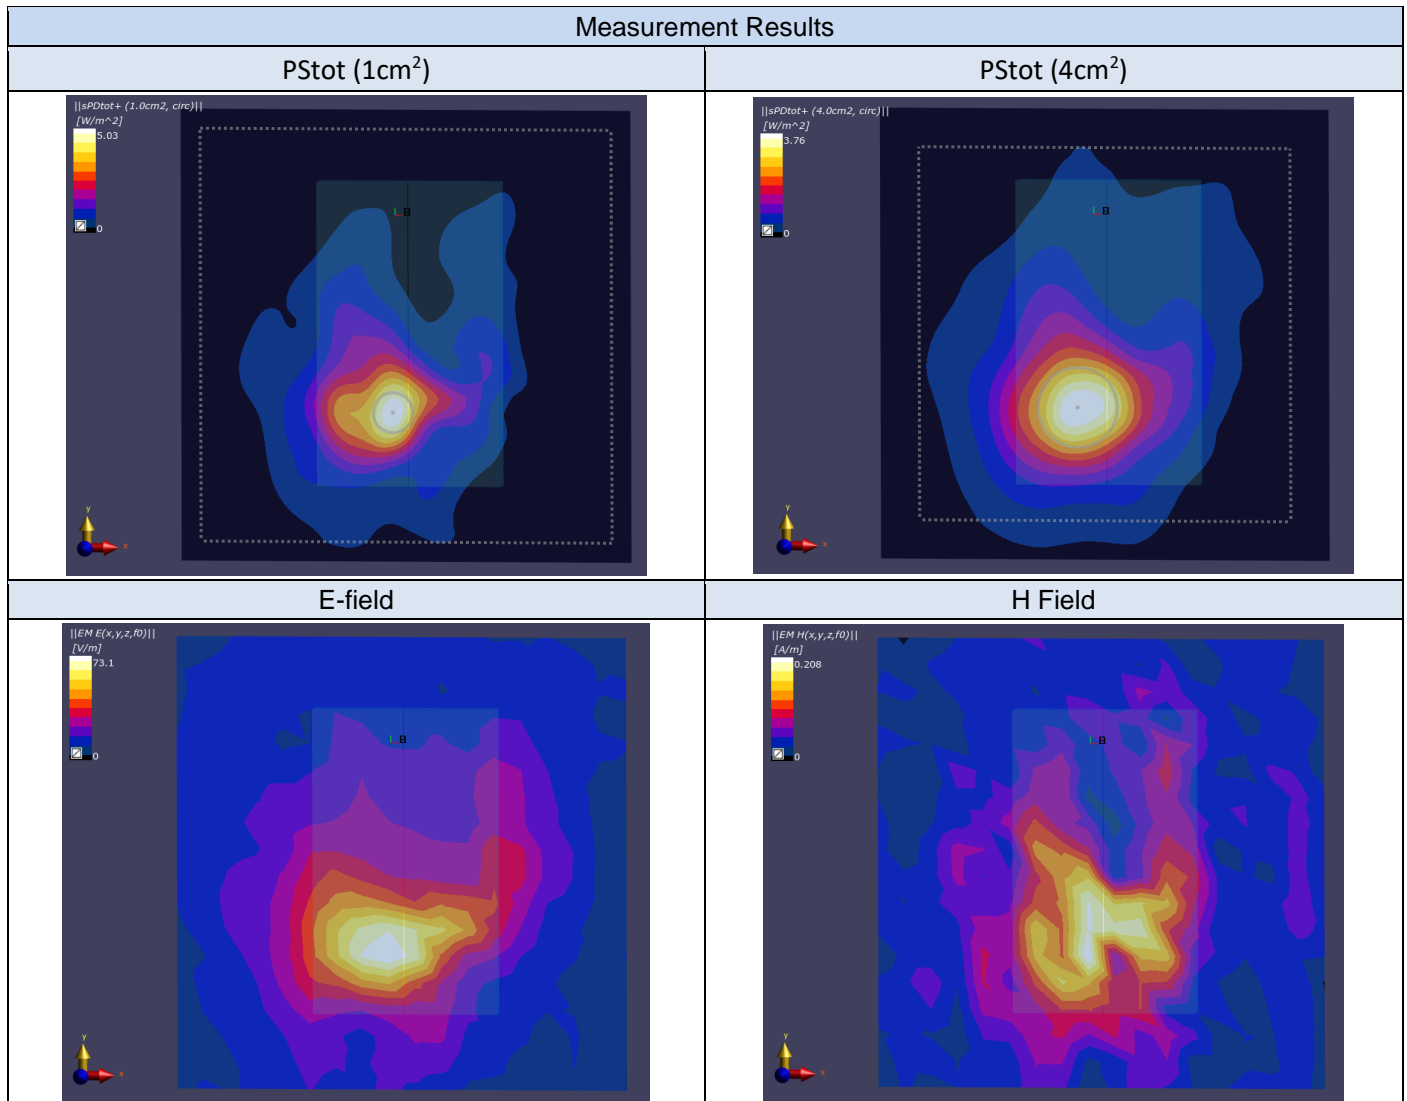 Measurement Results
PStot (1cm²)
PStot (4cm²)
||sPDtot+ (1.0cm2, circ)||
[W/m^2]
5.03
0
y
x
||sPDtot+ (4.0cm2, circ)||
[W/m^2]
3.76
0
y
x
E-field
H Field
||EM E(x,y,z,f0)||
[V/m]
73.1
0
y
x
||EM H(x,y,z,f0)||
[A/m]
0.208
0
y
x